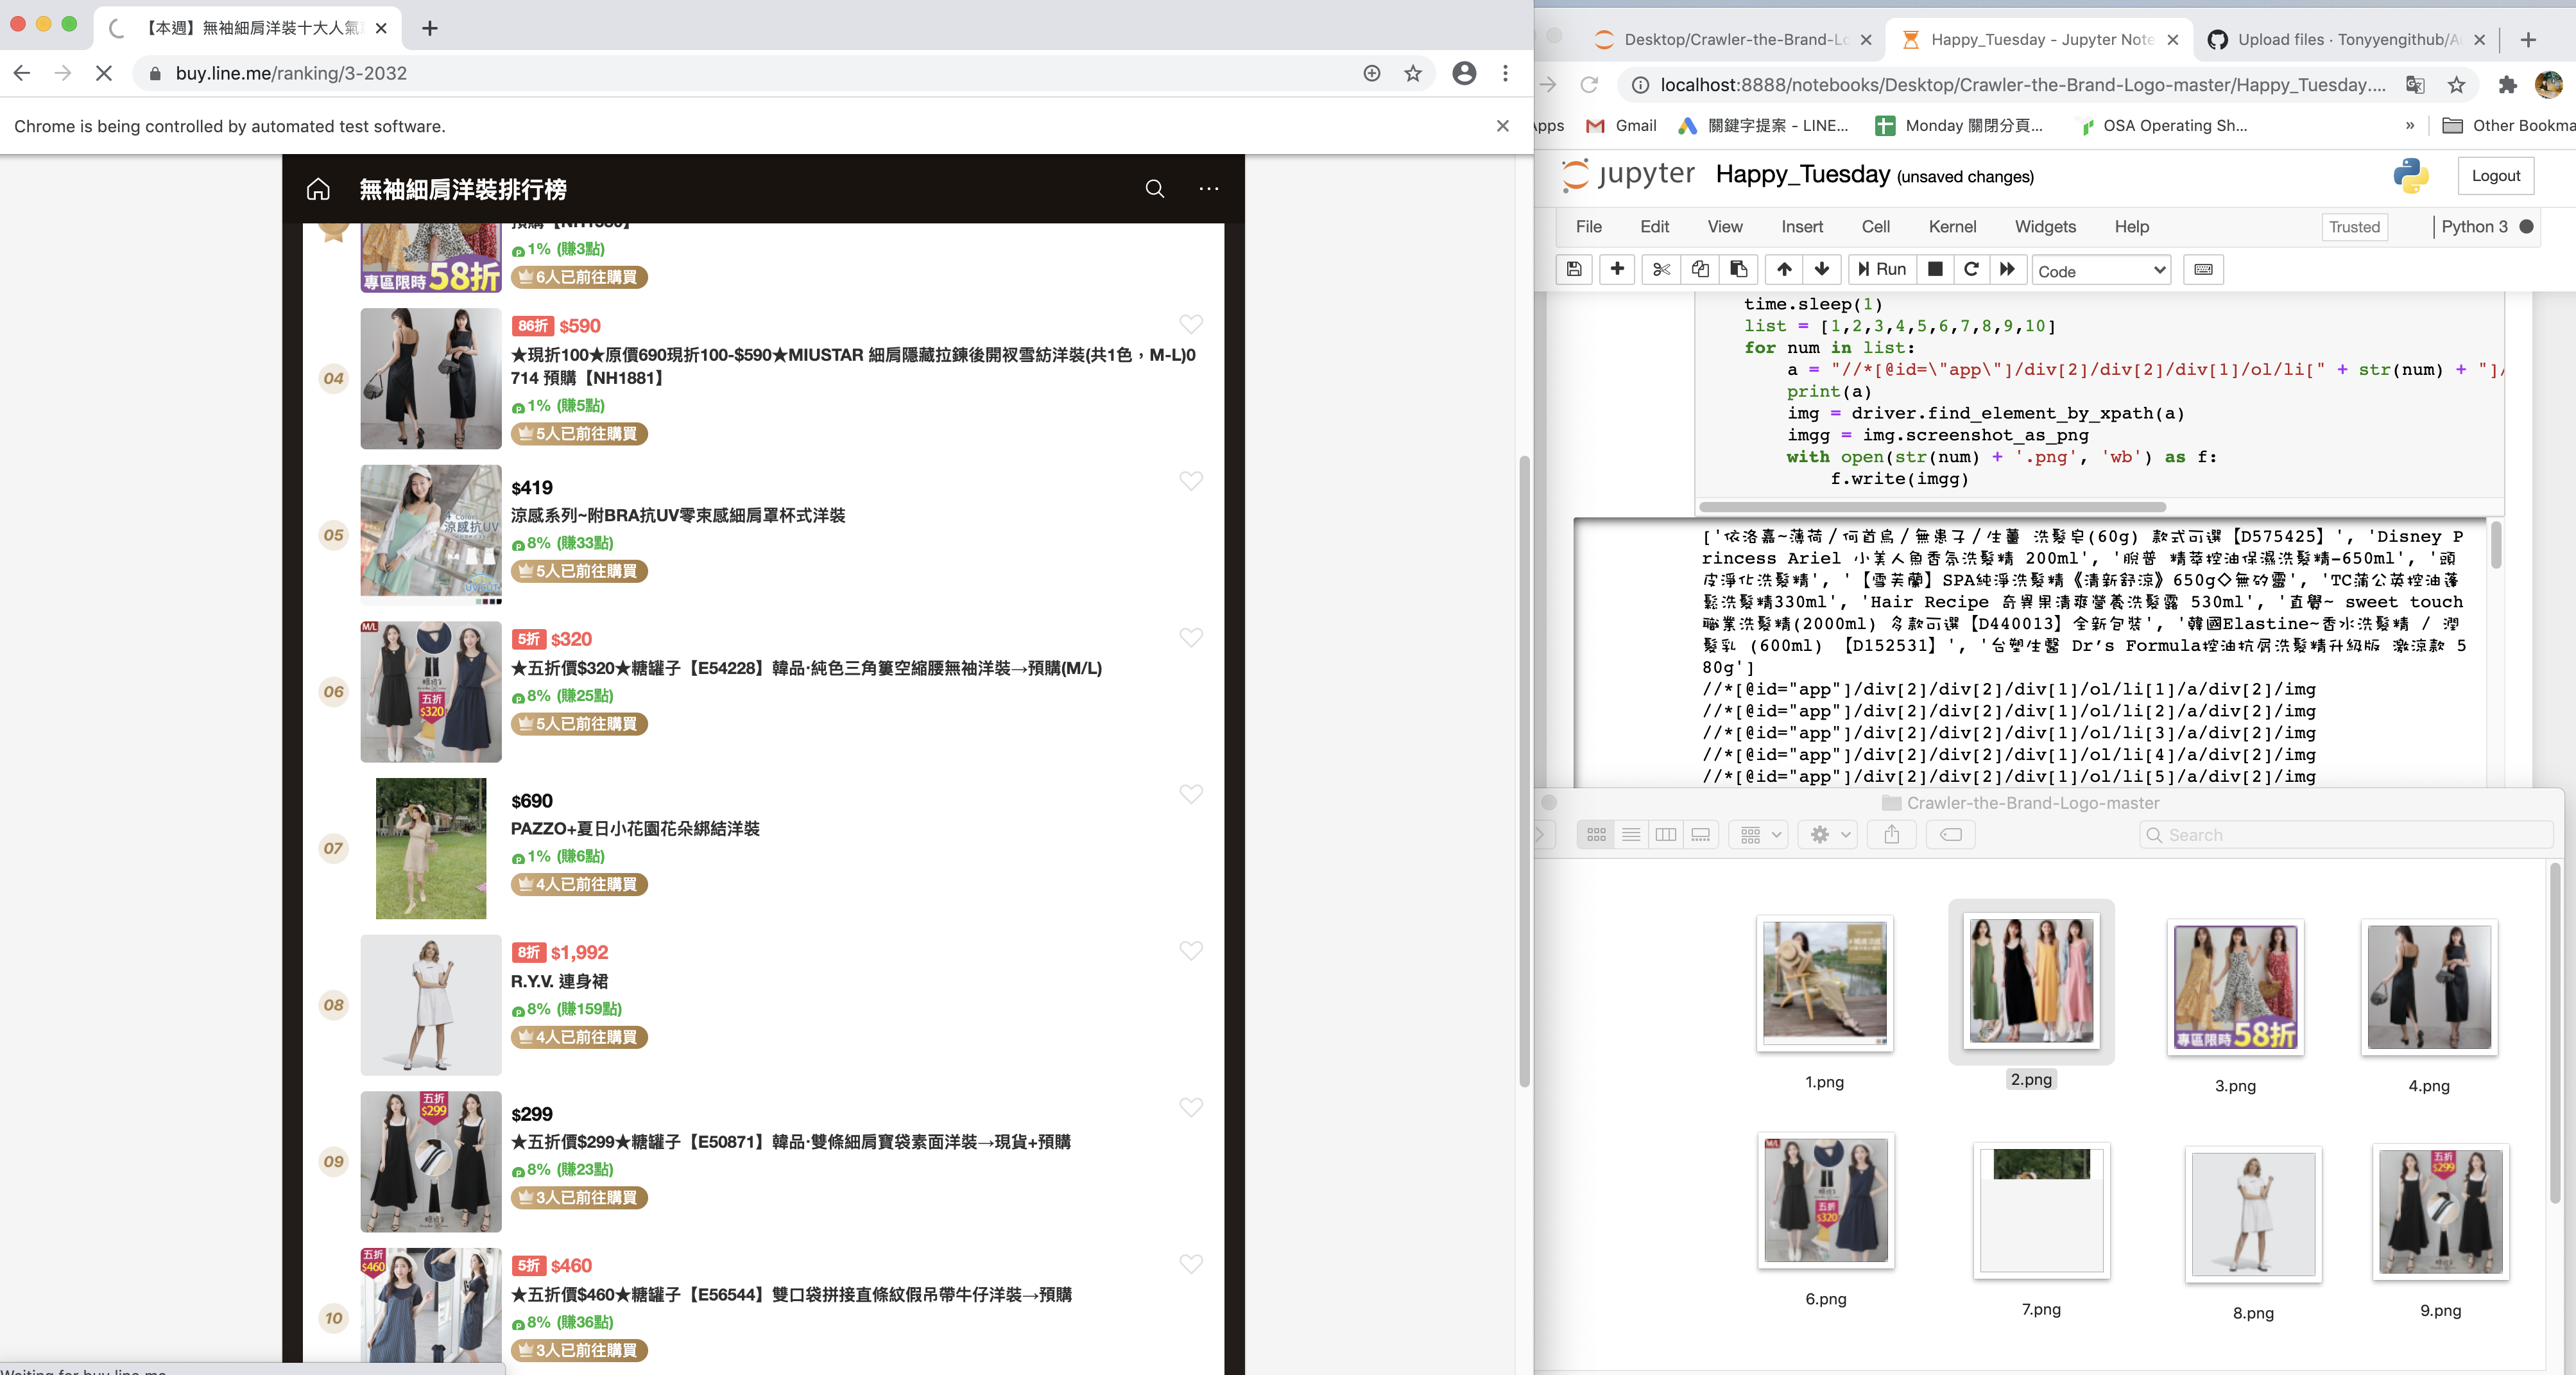 【本週】無袖細肩洋裝十大人氣
buy.line.me/ranking/3-2032
Chrome is being controlled by automated test software.
無袖細肩洋裝排行榜
專區限時58折
1% (賺3點)
6人已前往購買
04
86折 $590
★現折100★原價690現折100-$590★MIUSTAR 細肩隱藏拉鍊後開衩雪紡洋裝(共1色，M-L)0
714 預購【NH1881】
1% (賺5點)
5人已前往購買
05
涼感抗UV
$419
涼感系列~附BRA抗UV零束感細肩罩杯式洋裝
8% (賺33點)
5人已前往購買
06
M/L
五折
$320
5折 $320
★五折價$320★糖罐子【E54228】韓品·純色三角簍空縮腰無袖洋裝→預購(M/L)
8% (賺25點)
5人已前往購買
07
$690
PAZZO+夏日小花園花朵綁結洋裝
1% (賺6點)
4人已前往購買
08
8折 $1,992
R.Y.V. 連身裙
8% (賺159點)
4人已前往購買
09
五折
$299
$299
★五折價$299★糖罐子【E50871】韓品·雙條細肩寶袋素面洋裝→現貨+預購
8% (賺23點)
3人已前往購買
10
五折
$460
5折 $460
★五折價$460★糖罐子【E56544】雙口袋拼接直條紋假吊帶牛仔洋裝→預購
8% (賺36點)
3人已前往購買
Desktop/Crawler-the-Brand-Lo
Happy_Tuesday - Jupyter Note
Upload files · Tonyyengithub/A
localhost:8888/notebooks/Desktop/Crawler-the-Brand-Logo-master/Happy_Tuesday....
Gmail
關鍵字提案 - LINE...
Monday 關閉分頁...
OSA Operating Sh...
»
Other Bookma
jupyter Happy_Tuesday (unsaved changes)
Logout
File Edit View Insert Cell Kernel Widgets Help
Trusted
Python 3
Run
Code
time.sleep(1)
list = [1,2,3,4,5,6,7,8,9,10]
for num in list:
a = "//*[@id=\"app\"]/div[2]/div[2]/div[1]/ol/li[" + str(num) + "]/
print(a)
img = driver.find_element_by_xpath(a)
imgg = img.screenshot_as_png
with open(str(num) + '.png', 'wb') as f:
f.write(imgg)
['依洛嘉~薄荷/何首烏/無患子/生薑 洗髮皂(60g) 款式可選【D575425】', 'Disney P
rincess Ariel 小美人魚香氛洗髮精 200ml', '脫普 精萃控油保濕洗髮精-650ml', '頭
皮淨化洗髮精', '【雪芙蘭】SPA純淨洗髮精《清新舒涼》650g◇無矽靈', 'TC蒲公英控油蓬
鬆洗髮精330ml', 'Hair Recipe 奇異果清爽營養洗髮露 530ml', '直覺~ sweet touch
職業洗髮精(2000ml) 多款可選【D440013】全新包裝', '韓國Elastine~香水洗髮精 / 潤
髮乳 (600ml) 【D152531】', '台塑生醫 Dr's Formula控油抗屑洗髮精升級版 激涼款 5
80g']
//*[@id="app"]/div[2]/div[2]/div[1]/ol/li[1]/a/div[2]/img
//*[@id="app"]/div[2]/div[2]/div[1]/ol/li[2]/a/div[2]/img
//*[@id="app"]/div[2]/div[2]/div[1]/ol/li[3]/a/div[2]/img
//*[@id="app"]/div[2]/div[2]/div[1]/ol/li[4]/a/div[2]/img
//*[@id="app"]/div[2]/div[2]/div[1]/ol/li[5]/a/div[2]/img
Crawler-the-Brand-Logo-master
Search
專區限時58折
1.png
2.png
3.png
4.png
M/L
五折
$320
五折
$299
6.png
7.png
8.png
9.png